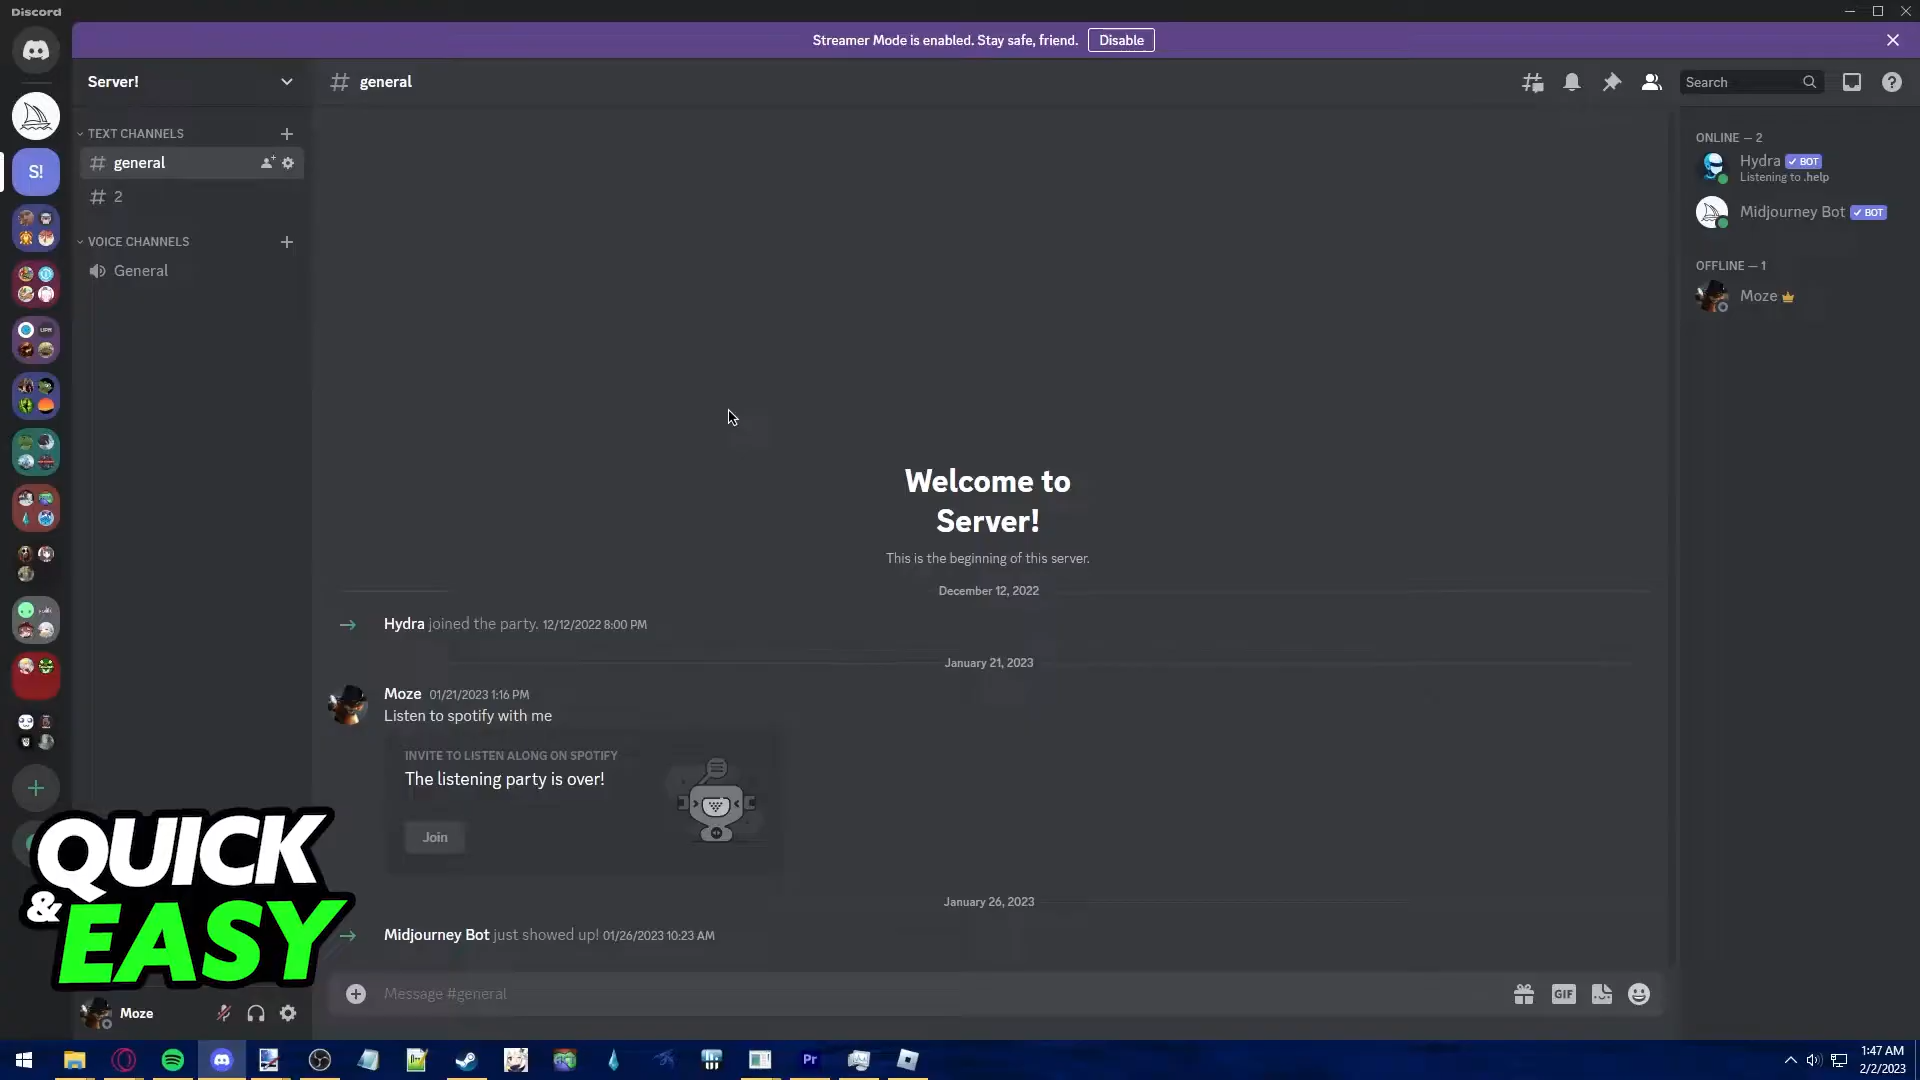 Discord
Streamer Mode is enabled. Stay safe, friend.
Disable
Server!
general
Search
TEXT CHANNELS
general
2
VOICE CHANNELS
General
S!
ONLINE — 2
Hydra
BOT
Listening to .help
Midjourney Bot
BOT
OFFLINE — 1
Moze
Welcome to
Server!
This is the beginning of this server.
December 12, 2022
Hydra joined the party. 12/12/2022 8:00 PM
January 21, 2023
Moze 01/21/2023 1:16 PM
Listen to spotify with me
INVITE TO LISTEN ALONG ON SPOTIFY
The listening party is over!
Join
January 26, 2023
Midjourney Bot just showed up! 01/26/2023 10:23 AM
Message #general
GIF
QUICK
& EASY
Moze
Pr
1:47 AM
2/2/2023